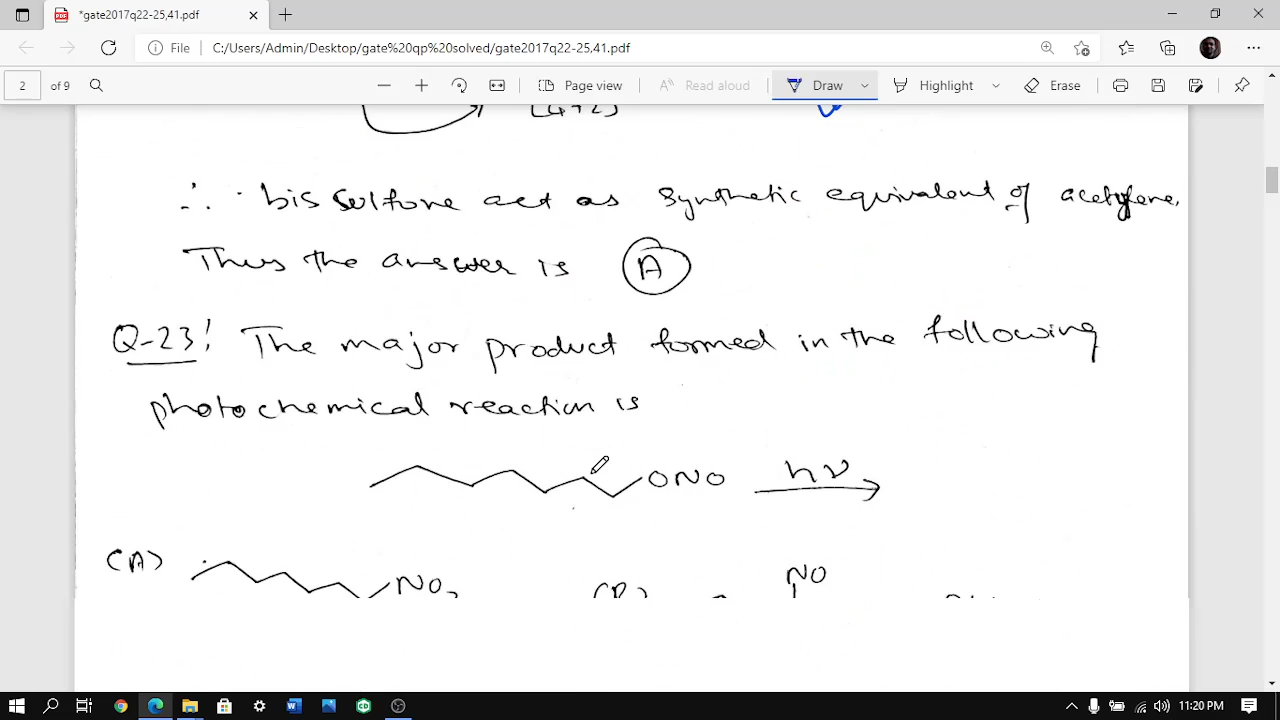 *gate2017q22-25,41.pdf
File C:/Users/Admin/Desktop/gate%20qp%20solved/gate2017q22-25,41.pdf
2 of 9 Page view Read aloud Draw Highlight Erase
[4+2]
∴ bis sulfone act as synthetic equivalent of acetylene.
Thus the answer is (A)
Q-23! The major product formed in the following
photochemical reaction is
ONO hν
(A) NO2 (B) NO
11:20 PM